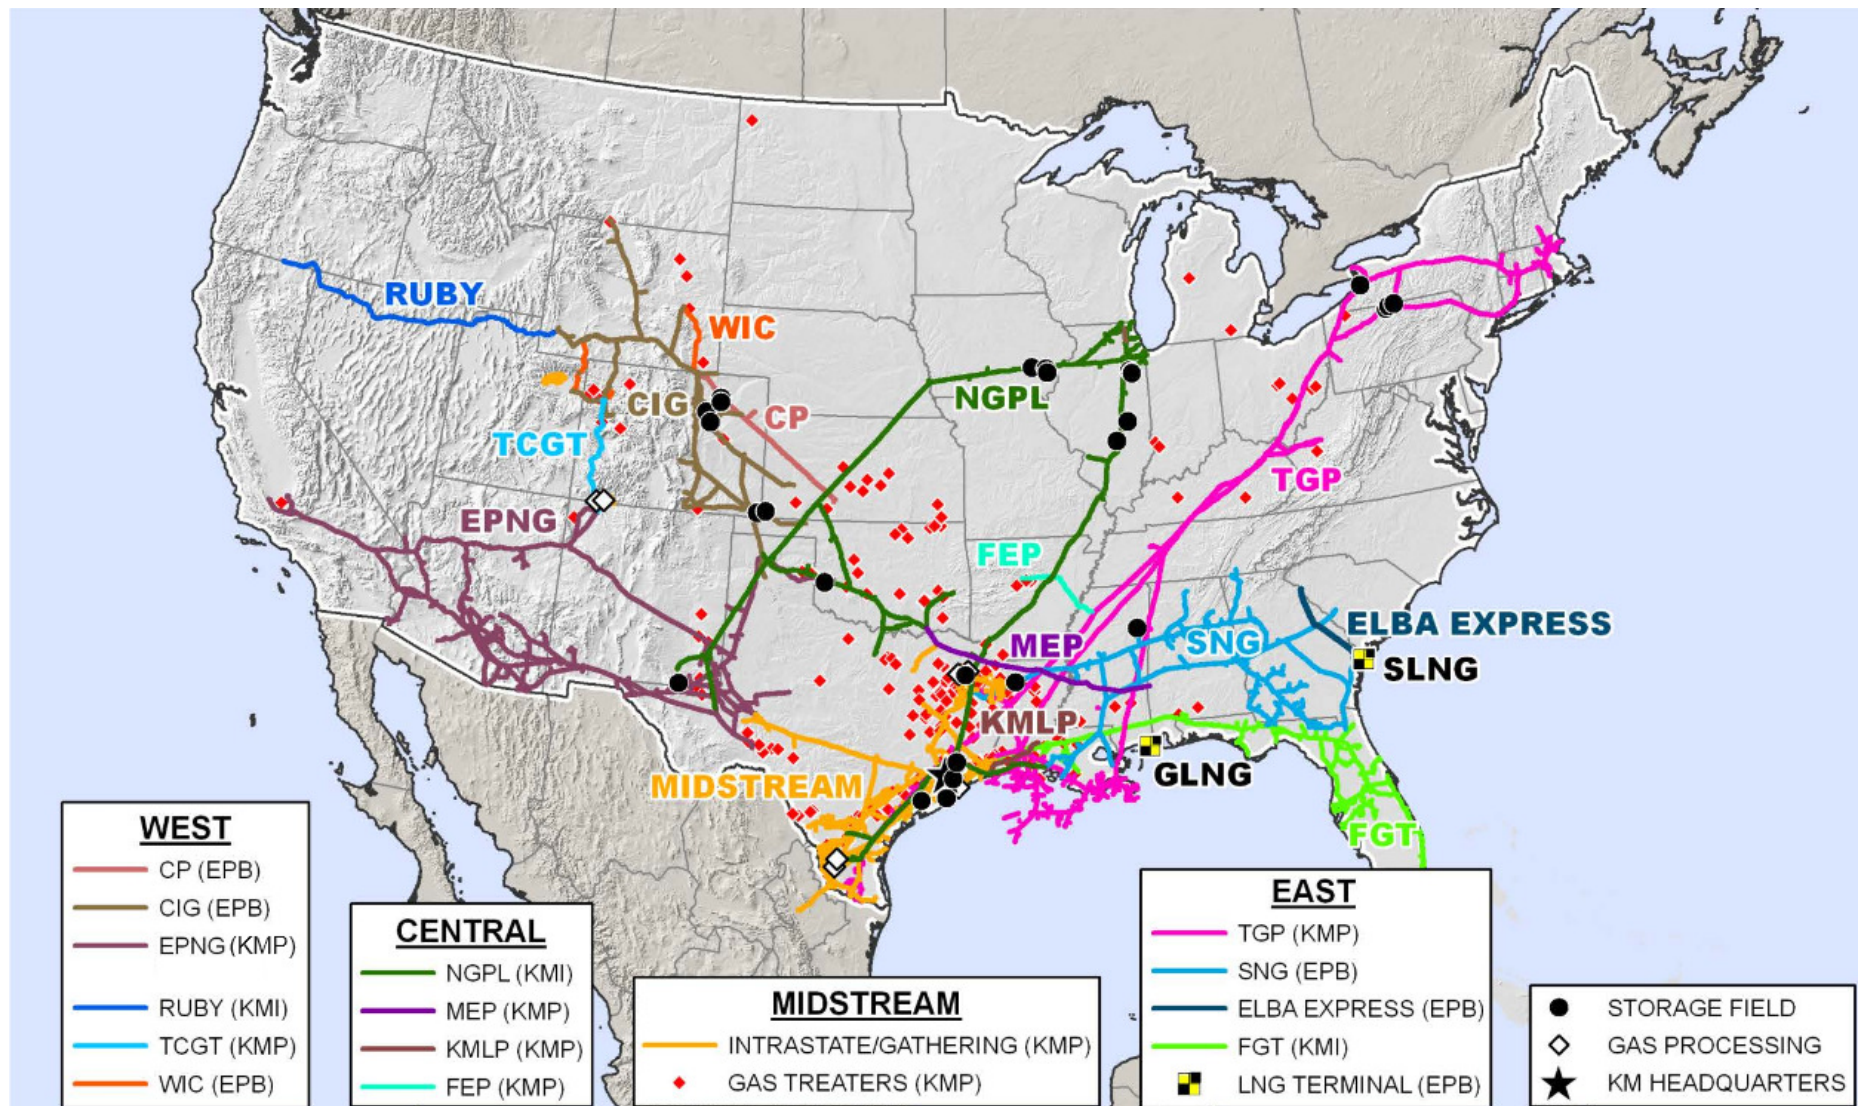 RUBY
WIC
NGPL
CIG
CP
TCGT
TGP
EPNG
FEP
ELBA EXPRESS
MEP
SNG
SLNG
KMLP
GLNG
MIDSTREAM
FGT
WEST
CP (EPB)
CIG (EPB)
EPNG (KMP)
RUBY (KMI)
TCGT (KMP)
WIC (EPB)
CENTRAL
NGPL (KMI)
MEP (KMP)
KMLP (KMP)
FEP (KMP)
MIDSTREAM
INTRASTATE/GATHERING (KMP)
GAS TREATERS (KMP)
EAST
TGP (KMP)
SNG (EPB)
ELBA EXPRESS (EPB)
FGT (KMI)
LNG TERMINAL (EPB)
STORAGE FIELD
GAS PROCESSING
KM HEADQUARTERS